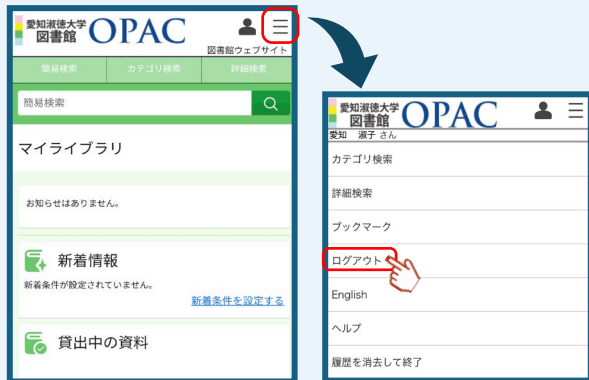 愛知淑徳大学
図書館 OPAC
図書館ウェブサイト
簡易検索 カテゴリ検索 詳細検索
簡易検索
マイライブラリ
お知らせはありません。
新着情報
新着条件が設定されていません。
新着条件を設定する
貸出中の資料
愛知淑徳大学
図書館 OPAC
愛知 淑子 さん
カテゴリ検索
詳細検索
ブックマーク
ログアウト
English
ヘルプ
履歴を消去して終了